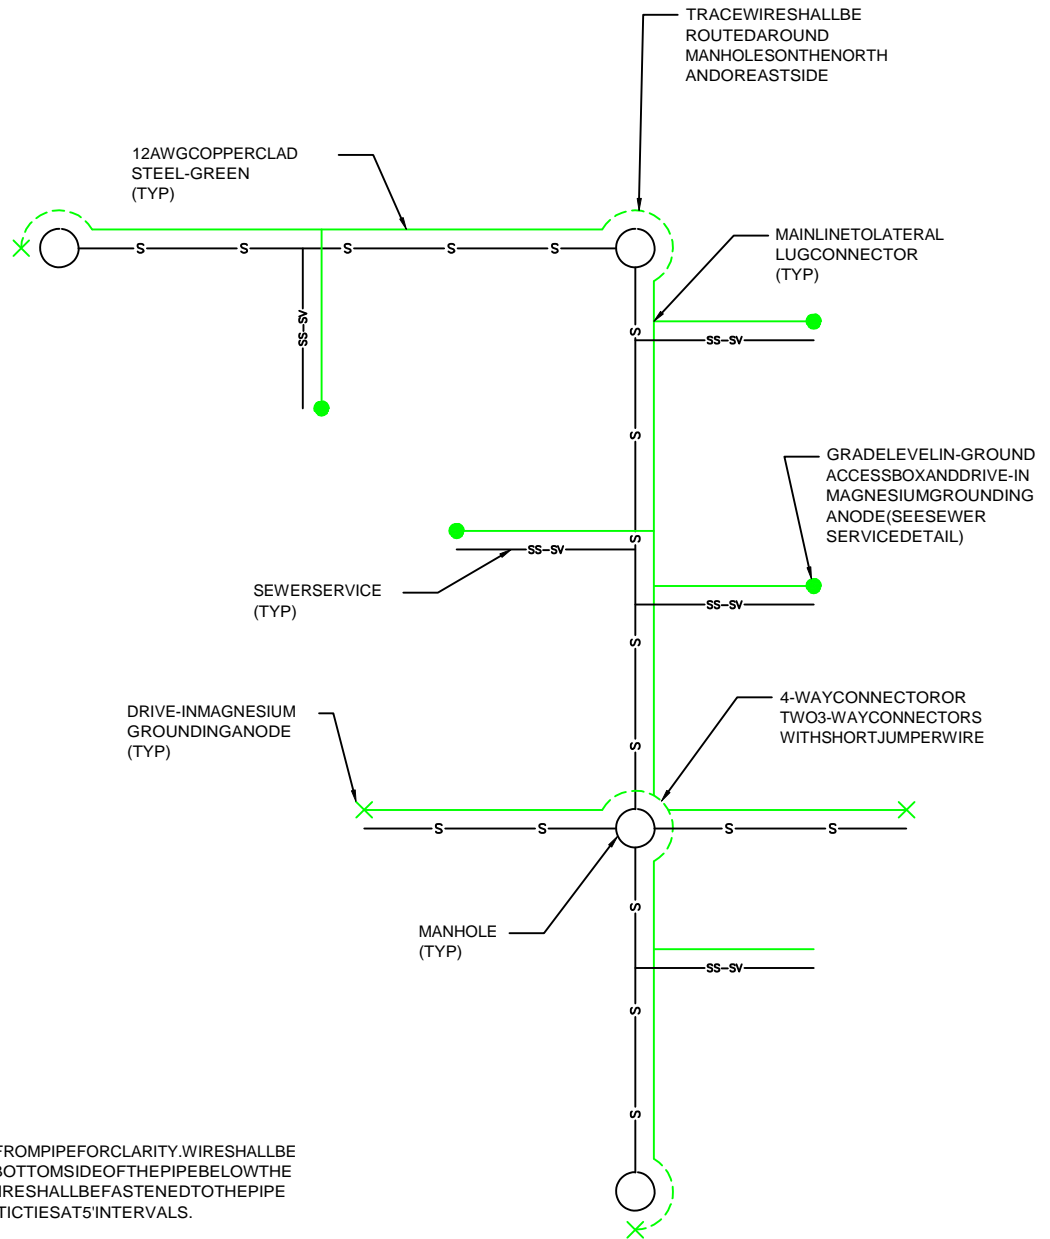 TRACEWIRESHALLBE
ROUTEDAROUND
MANHOLESONTHENORTH
ANDOREASTSIDE
12AWGCOPPERCLAD
STEEL-GREEN
(TYP)
MAINLINETOLATERAL
LUGCONNECTOR
(TYP)
S S S S S
SS-SV
S
SS-SV
S
GRADELEVELIN-GROUND
ACCESSBOXANDDRIVE-IN
MAGNESIUMGROUNDING
ANODE(SEESEWER
SERVICEDETAIL)
S
SS-SV
SEWERSERVICE
(TYP)
SS-SV
S
DRIVE-INMAGNESIUM
GROUNDINGANODE
(TYP)
4-WAYCONNECTOROR
TWO3-WAYCONNECTORS
WITHSHORTJUMPERWIRE
S
S S S S
S
MANHOLE
(TYP)
SS-SV
S
S
FROMPIPEFORCLARITY.WIRESHALLBE
BOTTOMSIDEOFTHEPIPEBELOWTHE
IRESHALLBEFASTENEDTOTHEPIPE
TICTIESAT5'INTERVALS.